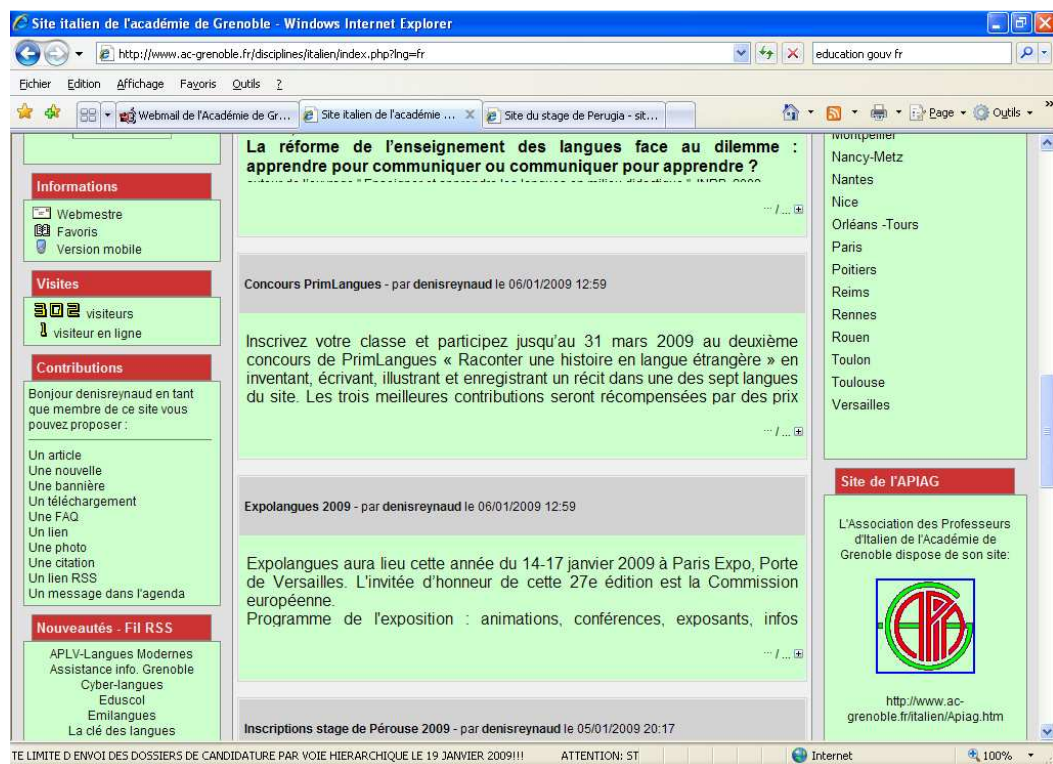 Site italien de l'académie de Grenoble - Windows Internet Explorer
http://www.ac-grenoble.fr/disciplines/italien/index.php?lng=fr
education gouv fr
Fichier Edition Affichage Favoris Outils ?
Webmail de l'Académie de Gr...
Site italien de l'académie ...
Site du stage de Perugia - sit...
Page
Outils
Informations
Webmestre
Favoris
Version mobile
Visites
302 visiteurs
1 visiteur en ligne
Contributions
Bonjour denisreynaud en tant
que membre de ce site vous
pouvez proposer :
Un article
Une nouvelle
Une bannière
Un téléchargement
Une FAQ
Un lien
Une photo
Une citation
Un lien RSS
Un message dans l'agenda
Nouveautés - Fil RSS
APLV-Langues Modernes
Assistance info. Grenoble
Cyber-langues
Eduscol
Emilangues
La clé des langues
La réforme de l'enseignement des langues face au dilemme :
apprendre pour communiquer ou communiquer pour apprendre ?
... / ...
Concours PrimLangues - par denisreynaud le 06/01/2009 12:59
Inscrivez votre classe et participez jusqu'au 31 mars 2009 au deuxième
concours de PrimLangues « Raconter une histoire en langue étrangère » en
inventant, écrivant, illustrant et enregistrant un récit dans une des sept langues
du site. Les trois meilleures contributions seront récompensées par des prix
... / ...
Expolangues 2009 - par denisreynaud le 06/01/2009 12:59
Expolangues aura lieu cette année du 14-17 janvier 2009 à Paris Expo, Porte
de Versailles. L'invitée d'honneur de cette 27e édition est la Commission
européenne.
Programme de l'exposition : animations, conférences, exposants, infos
... / ...
Inscriptions stage de Pérouse 2009 - par denisreynaud le 05/01/2009 20:17
Montpellier
Nancy-Metz
Nantes
Nice
Orléans -Tours
Paris
Poitiers
Reims
Rennes
Rouen
Toulon
Toulouse
Versailles
Site de l'APIAG
L'Association des Professeurs
d'Italien de l'Académie de
Grenoble dispose de son site:
http://www.ac-
grenoble.fr/italien/Apiag.htm
TE LIMITE D ENVOI DES DOSSIERS DE CANDIDATURE PAR VOIE HIERARCHIQUE LE 19 JANVIER 2009!!! ATTENTION: ST
Internet
100%